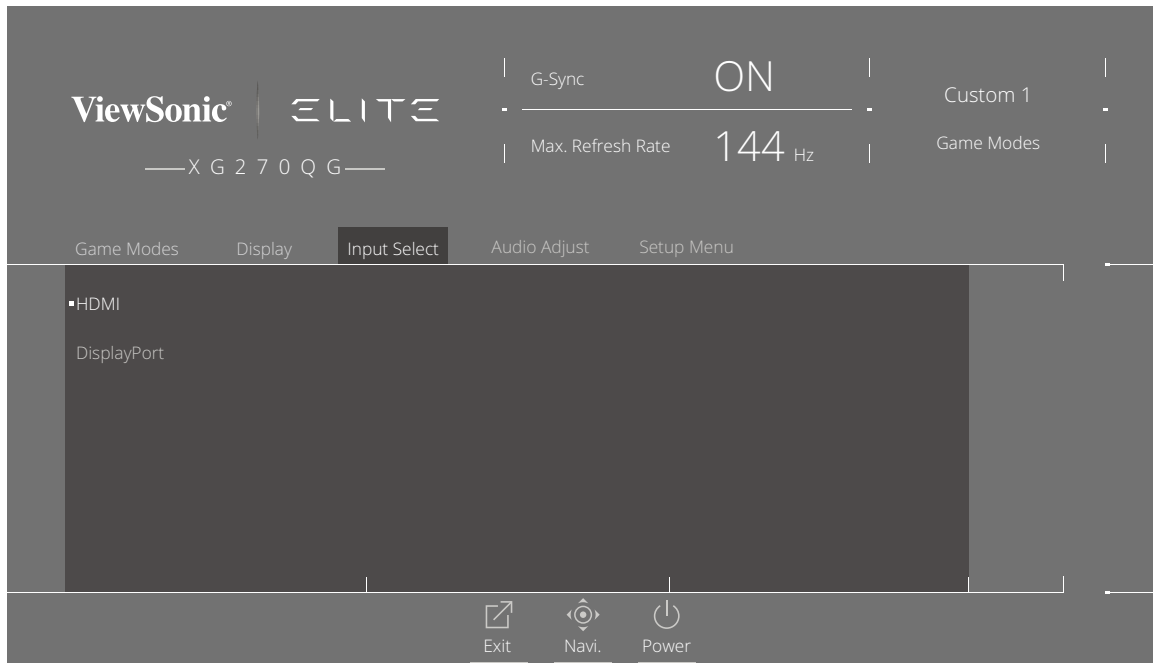 ViewSonic® ELITE
XG270QG
G-Sync ON
Max. Refresh Rate 144 Hz
Custom 1
Game Modes
Game Modes Display Input Select Audio Adjust Setup Menu
HDMI
DisplayPort
Exit Navi. Power